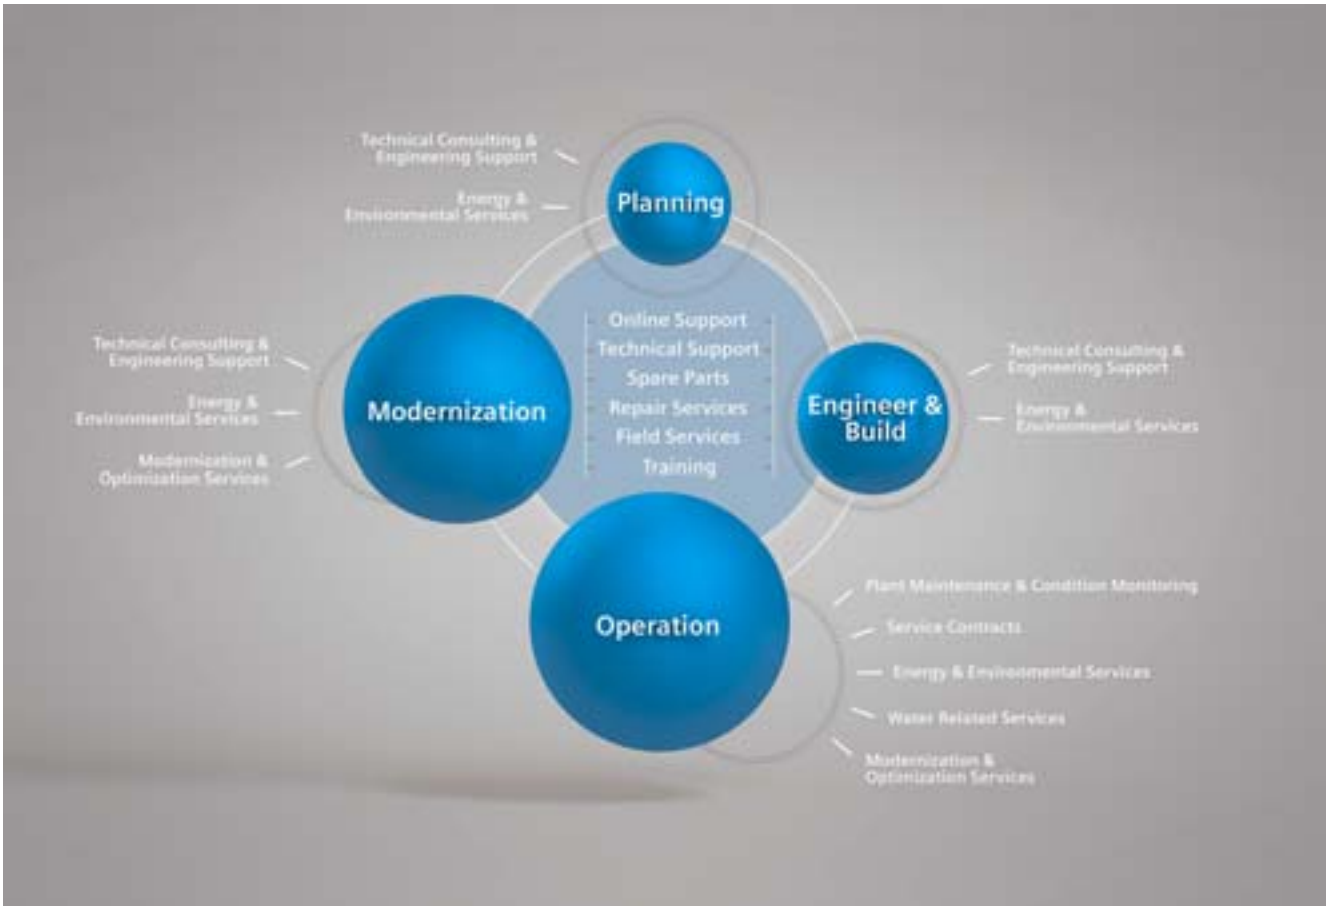 Technical Consulting &
Engineering Support
Energy &
Environmental Services
Planning
Online Support
Technical Support
Spare Parts
Repair Services
Field Services
Training
Technical Consulting &
Engineering Support
Energy &
Environmental Services
Modernization &
Optimization Services
Modernization
Engineer &
Build
Technical Consulting &
Engineering Support
Energy &
Environmental Services
Operation
Plant Maintenance & Condition Monitoring
Service Contracts
Energy & Environmental Services
Water Related Services
Modernization &
Optimization Services